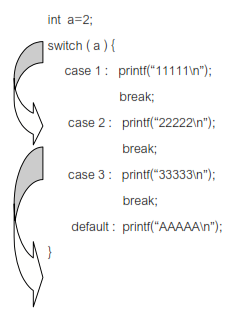 int a=2;
switch ( a ) {
case 1 : printf(“11111\n”);
break;
case 2 : printf(“22222\n”);
break;
case 3 : printf(“33333\n”);
break;
default : printf(“AAAAA\n”);
}